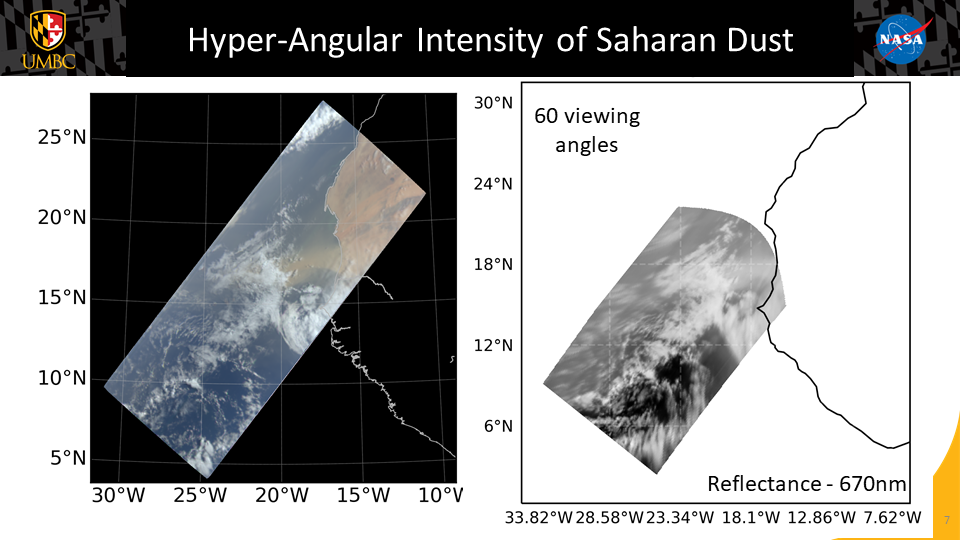 Hyper-Angular Intensity of Saharan Dust
UMBC
NASA
25°N
20°N
15°N
10°N
5°N
30°W 25°W 20°W 15°W 10°W
30°N
24°N
18°N
12°N
6°N
60 viewing
angles
Reflectance - 670nm
33.82°W 28.58°W 23.34°W 18.1°W 12.86°W 7.62°W
7